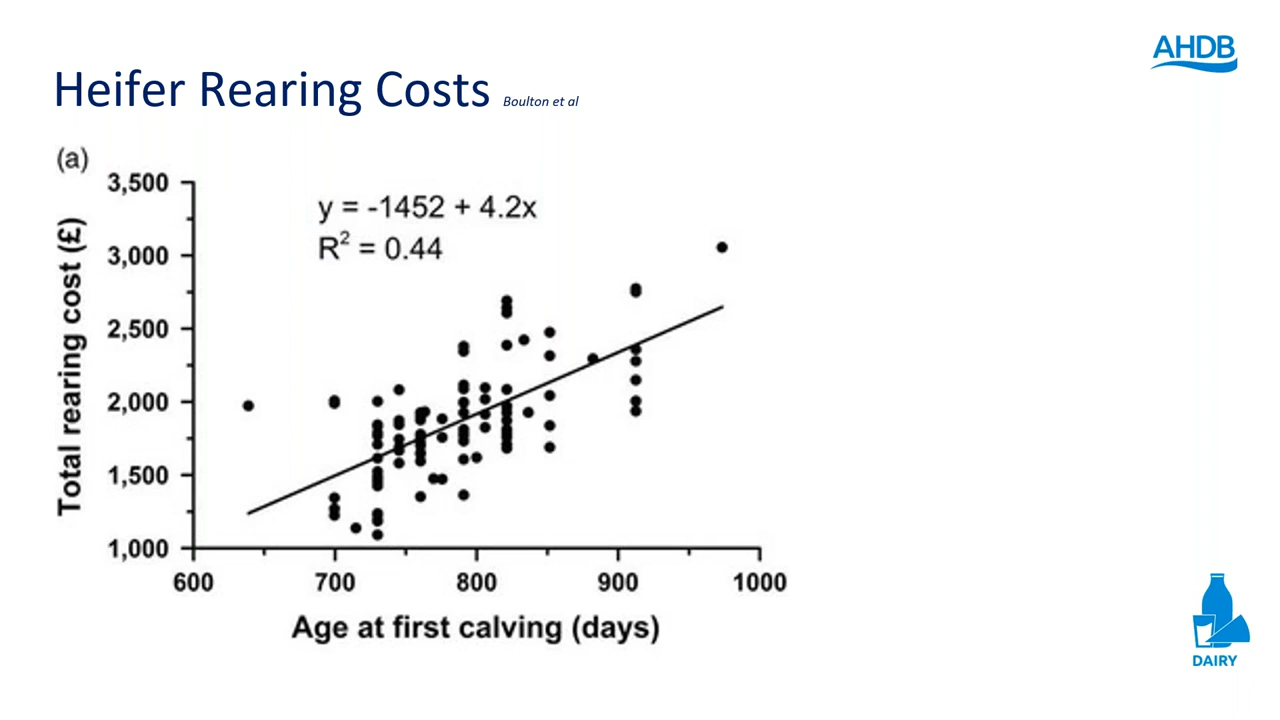 AHDB
Heifer Rearing Costs Boulton et al
(a)
3,500
3,000
2,500
2,000
1,500
1,000
Total rearing cost (£)
y = -1452 + 4.2x
R² = 0.44
600 700 800 900 1000
Age at first calving (days)
DAIRY